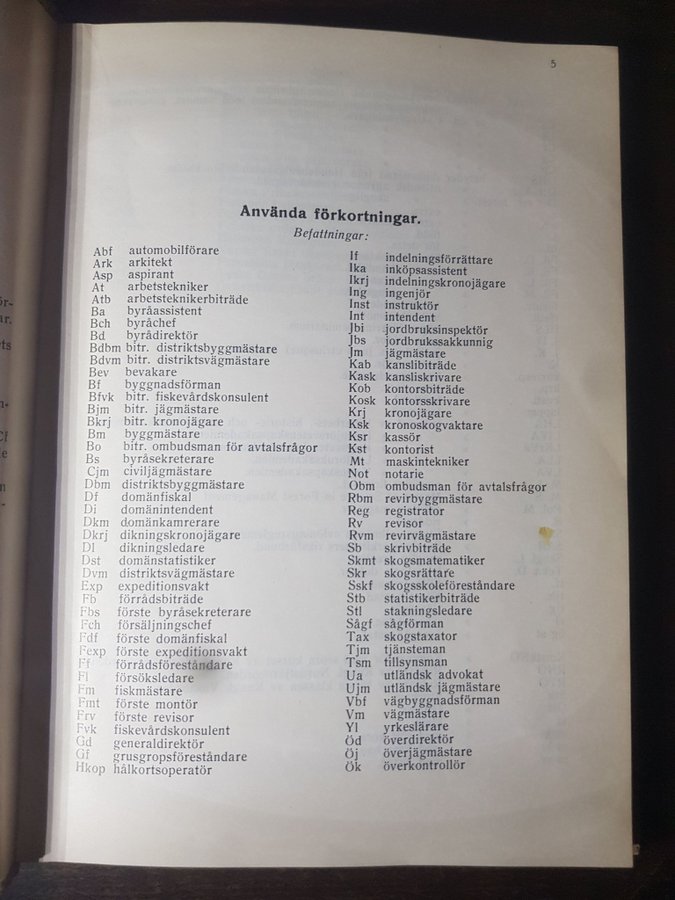 5
Använda förkortningar.
Befattningar:
Abf automobilförare
Ark arkitekt
Asp aspirant
At arbetstekniker
Atb arbetsteknikerbiträde
Ba byråassistent
Bch byråchef
Bd byrådirektör
Bdbm bitr. distriktsbyggmästare
Bdvm bitr. distriktsvägmästare
Bev bevakare
Bf byggnadsförman
Bfvk bitr. fiskevårdskonsulent
Bjm bitr. jägmästare
Bkrj bitr. kronojägare
Bm byggmästare
Bo bitr. ombudsman för avtalsfrågor
Bs byråsekreterare
Cjm civiljägmästare
Dbm distriktsbyggmästare
Df domänfiskal
Di domänintendent
Dkm domänkamrerare
Dkrj dikningskronojägare
Dl dikningsledare
Dst domänstatistiker
Dvm distriktsvägmästare
Exp expeditionsvakt
Fb förrådsbiträde
Fbs förste byråsekreterare
Fch försäljningschef
Fdf förste domänfiskal
Fexp förste expeditionsvakt
Ff förrådsföreståndare
Fl försöksledare
Fm fiskmästare
Fmt förste montör
Frv förste revisor
Fvk fiskevårdskonsulent
Gd generaldirektör
Gf grusgropsföreståndare
Hkop hålkortsoperatör
If indelningsförrättare
Ika inköpsassistent
Ikrj indelningskronojägare
Ing ingenjör
Inst instruktör
Int intendent
Jbi jordbruksinspektör
Jbs jordbrukssakkunnig
Jm jägmästare
Kab kanslibiträde
Kask kansliskrivare
Kob kontorsbiträde
Kosk kontorsskrivare
Krj kronojägare
Ksk kronoskogvaktare
Ksr kassör
Kst kontorist
Mt maskintekniker
Not notarie
Obm ombudsman för avtalsfrågor
Rbm revirbyggmästare
Reg registrator
Rv revisor
Rvm revirvägmästare
Sb skrivbiträde
Skmt skogsmatematiker
Skr skogsrättare
Sskf skogsskoleföreståndare
Stb statistikerbiträde
Stl stakningsledare
Sågf sågförman
Tax skogstaxator
Tjm tjänsteman
Tsm tillsynsman
Ua utländsk advokat
Ujm utländsk jägmästare
Vbf vägbyggnadsförman
Vm vägmästare
Yl yrkeslärare
Öd överdirektör
Öj överjägmästare
Ök överkontrollör